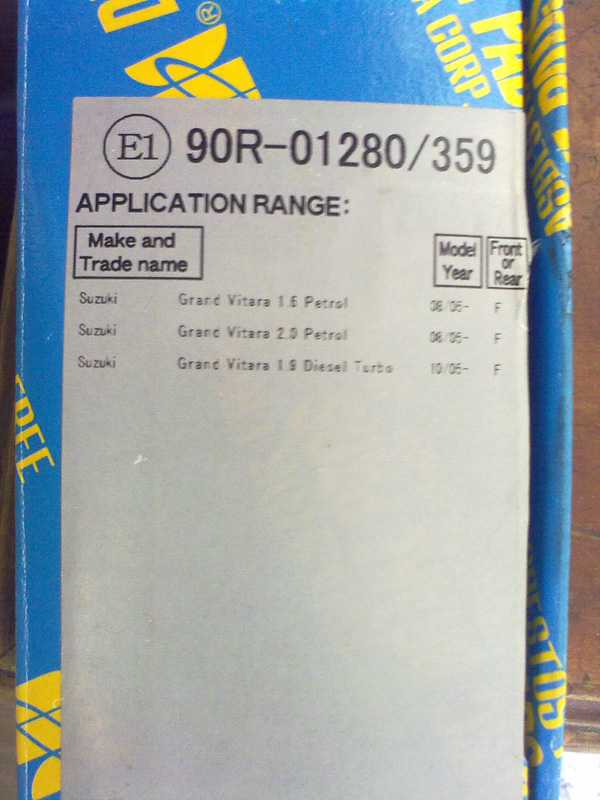 ®
A CORP.
E1 90R-01280/359
APPLICATION RANGE:
Make and Trade name Model Year Front or Rear
Suzuki Grand Vitara 1.6 Petrol 08/05- F
Suzuki Grand Vitara 2.0 Petrol 08/05- F
Suzuki Grand Vitara 1.9 Diesel Turbo 10/05- F
FREE